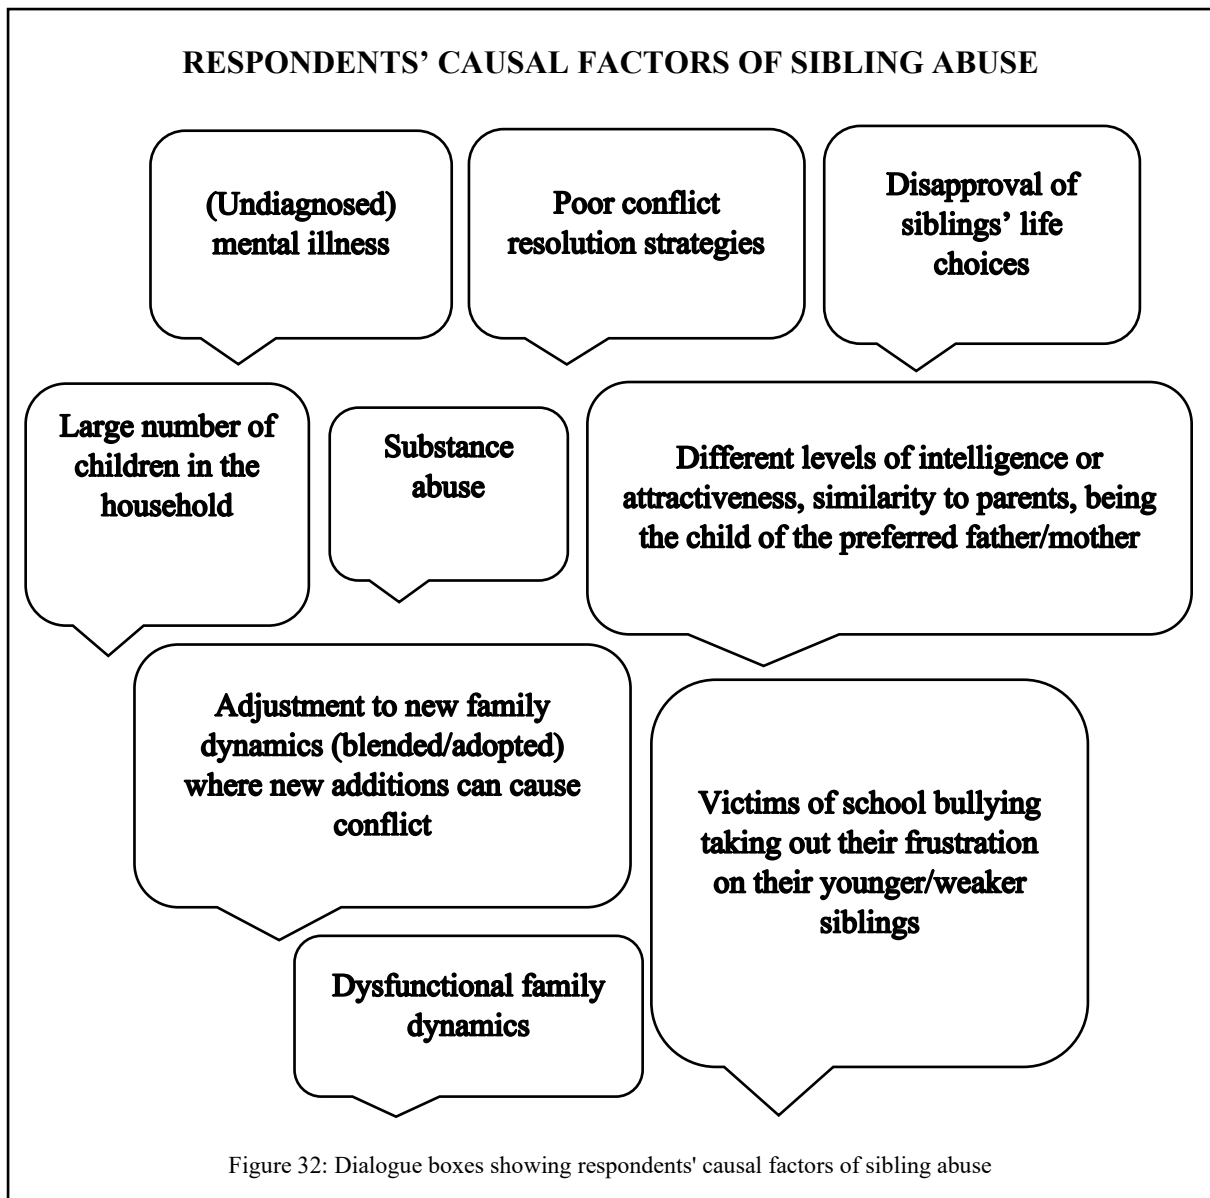 RESPONDENTS’ CAUSAL FACTORS OF SIBLING ABUSE
(Undiagnosed)
mental illness
Poor conflict
resolution strategies
Disapproval of
siblings’ life
choices
Large number of
children in the
household
Substance
abuse
Different levels of intelligence or
attractiveness, similarity to parents, being
the child of the preferred father/mother
Adjustment to new family
dynamics (blended/adopted)
where new additions can cause
conflict
Victims of school bullying
taking out their frustration
on their younger/weaker
siblings
Dysfunctional family
dynamics
Figure 32: Dialogue boxes showing respondents' causal factors of sibling abuse